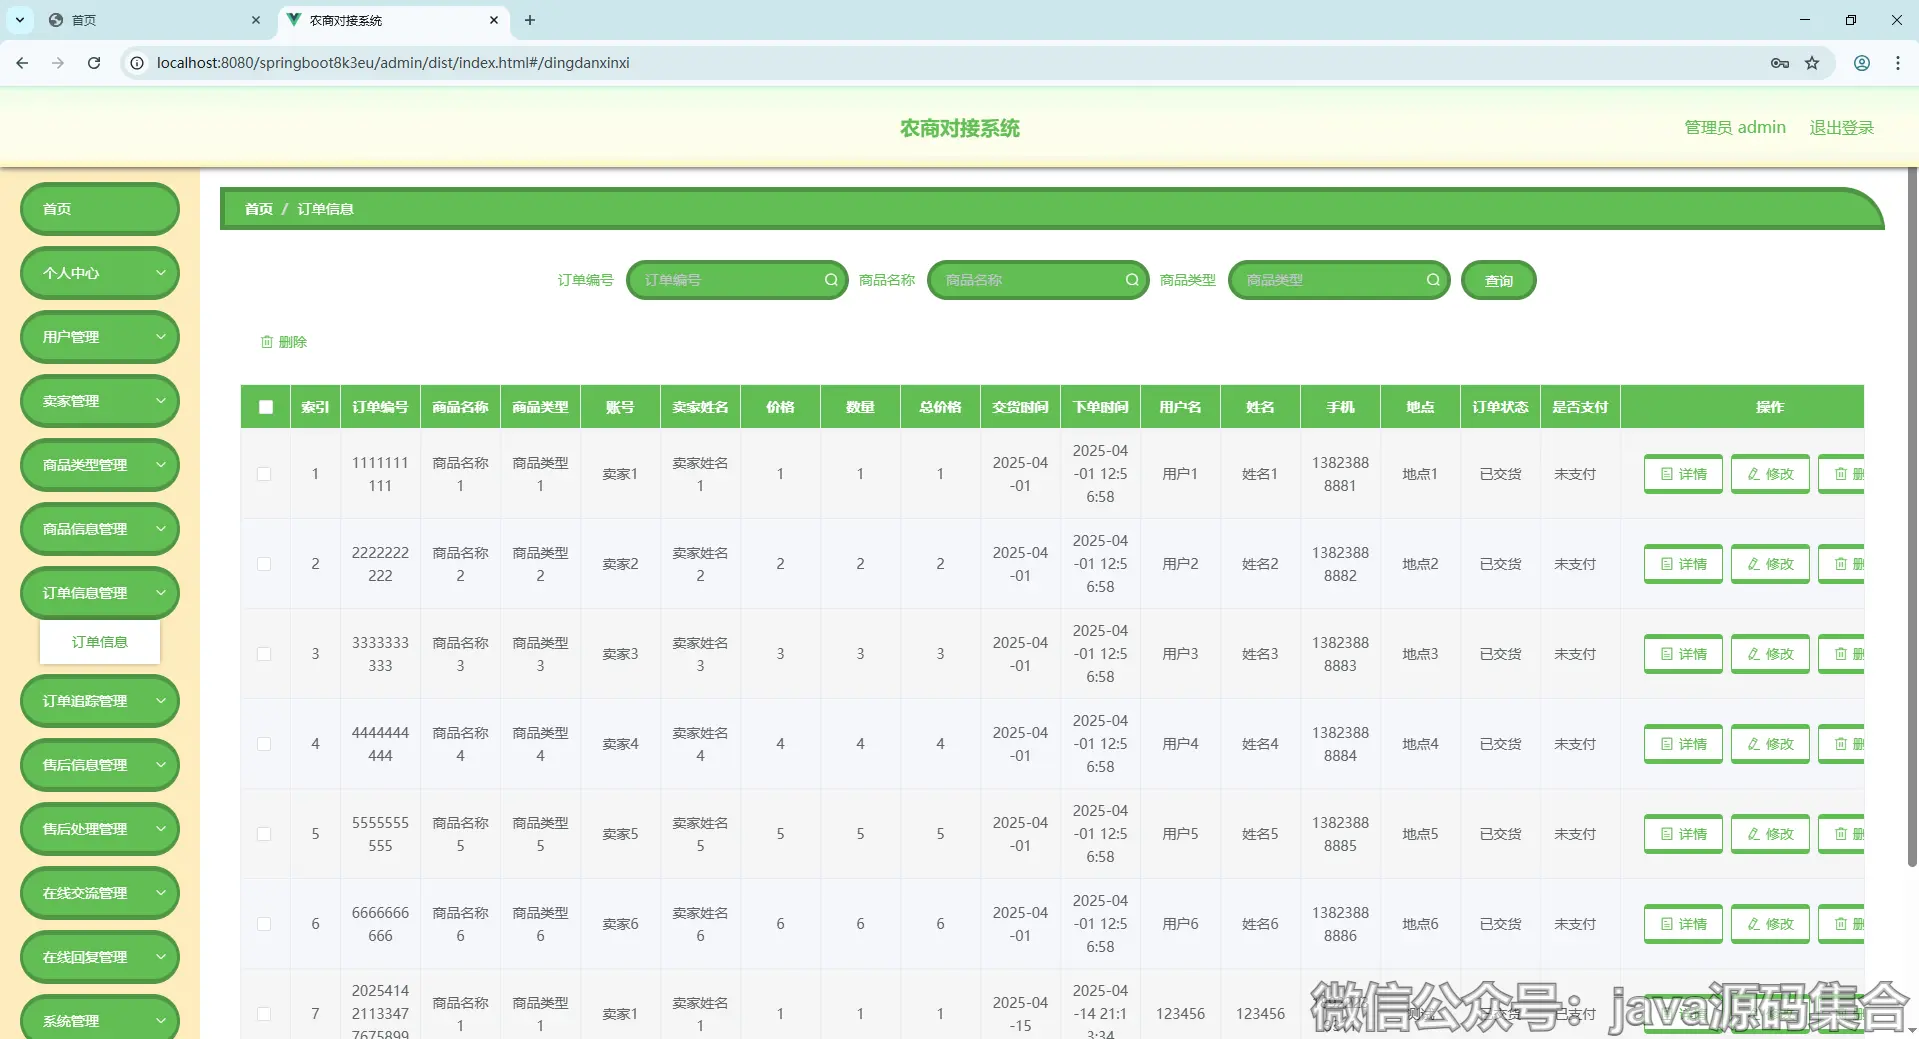 首页
农商对接系统
localhost:8080/springboot8k3eu/admin/dist/index.html#/dingdanxinxi
农商对接系统
管理员 admin
退出登录
首页
个人中心
用户管理
卖家管理
商品类型管理
商品信息管理
订单信息管理
订单信息
订单追踪管理
售后信息管理
售后处理管理
在线交流管理
在线回复管理
系统管理
首页 / 订单信息
订单编号 订单编号 商品名称 商品名称 商品类型 商品类型 查询
删除
索引 订单编号 商品名称 商品类型 账号 卖家姓名 价格 数量 总价格 交货时间 下单时间 用户名 姓名 手机 地点 订单状态 是否支付 操作
1 1111111111 商品名称1 商品类型1 卖家1 卖家姓名1 1 1 1 2025-04-01 2025-04-01 12:56:58 用户1 姓名1 13823888881 地点1 已交货 未支付 详情 修改 删
2 2222222222 商品名称2 商品类型2 卖家2 卖家姓名2 2 2 2 2025-04-01 2025-04-01 12:56:58 用户2 姓名2 13823888882 地点2 已交货 未支付 详情 修改 删
3 3333333333 商品名称3 商品类型3 卖家3 卖家姓名3 3 3 3 2025-04-01 2025-04-01 12:56:58 用户3 姓名3 13823888883 地点3 已交货 未支付 详情 修改 删
4 4444444444 商品名称4 商品类型4 卖家4 卖家姓名4 4 4 4 2025-04-01 2025-04-01 12:56:58 用户4 姓名4 13823888884 地点4 已交货 未支付 详情 修改 删
5 5555555555 商品名称5 商品类型5 卖家5 卖家姓名5 5 5 5 2025-04-01 2025-04-01 12:56:58 用户5 姓名5 13823888885 地点5 已交货 未支付 详情 修改 删
6 6666666666 商品名称6 商品类型6 卖家6 卖家姓名6 6 6 6 2025-04-01 2025-04-01 12:56:58 用户6 姓名6 13823888886 地点6 已交货 未支付 详情 修改 删
7 202541421133477675899 商品名称1 商品类型1 卖家1 卖家姓名1 1 1 1 2025-04-15 2025-04-14 21:13:34 123456 123456 已交货 已支付
微信公众号：java源码集合